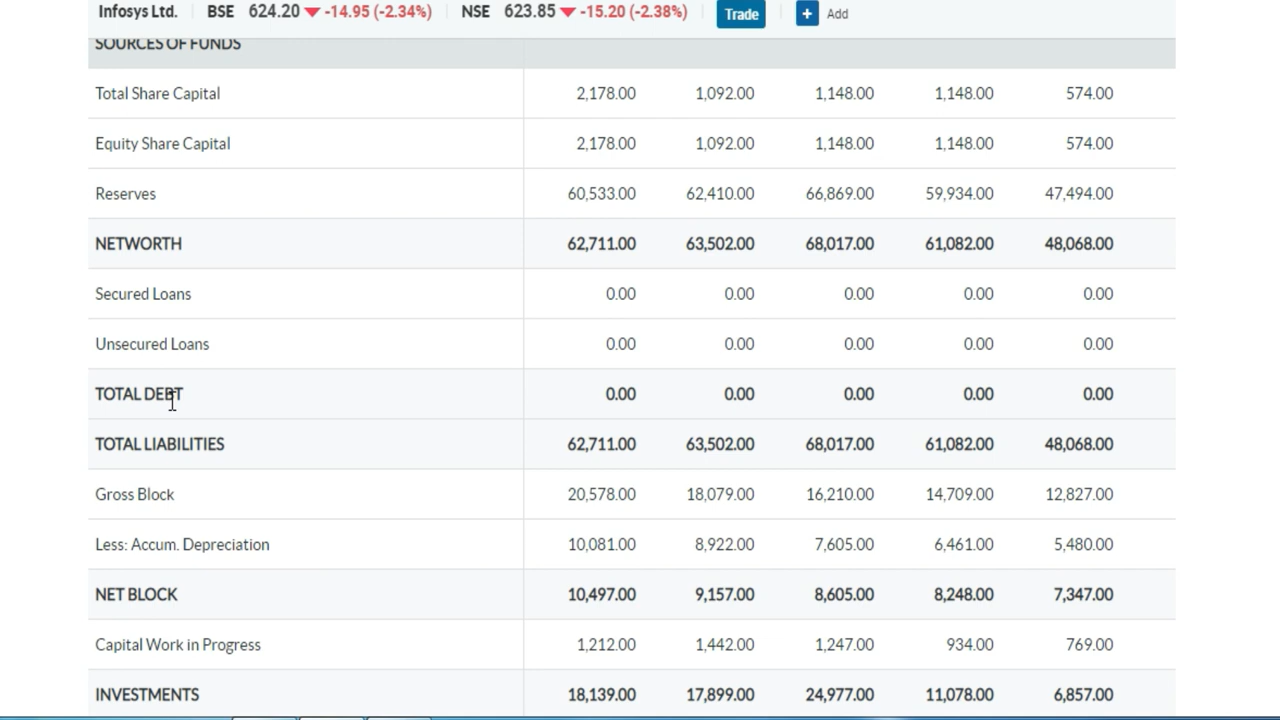 Infosys Ltd. BSE 624.20 -14.95 (-2.34%) NSE 623.85 -15.20 (-2.38%) Trade + Add
SOURCES OF FUNDS
Total Share Capital 2,178.00 1,092.00 1,148.00 1,148.00 574.00
Equity Share Capital 2,178.00 1,092.00 1,148.00 1,148.00 574.00
Reserves 60,533.00 62,410.00 66,869.00 59,934.00 47,494.00
NETWORTH 62,711.00 63,502.00 68,017.00 61,082.00 48,068.00
Secured Loans 0.00 0.00 0.00 0.00 0.00
Unsecured Loans 0.00 0.00 0.00 0.00 0.00
TOTAL DEBT 0.00 0.00 0.00 0.00 0.00
TOTAL LIABILITIES 62,711.00 63,502.00 68,017.00 61,082.00 48,068.00
Gross Block 20,578.00 18,079.00 16,210.00 14,709.00 12,827.00
Less: Accum. Depreciation 10,081.00 8,922.00 7,605.00 6,461.00 5,480.00
NET BLOCK 10,497.00 9,157.00 8,605.00 8,248.00 7,347.00
Capital Work in Progress 1,212.00 1,442.00 1,247.00 934.00 769.00
INVESTMENTS 18,139.00 17,899.00 24,977.00 11,078.00 6,857.00